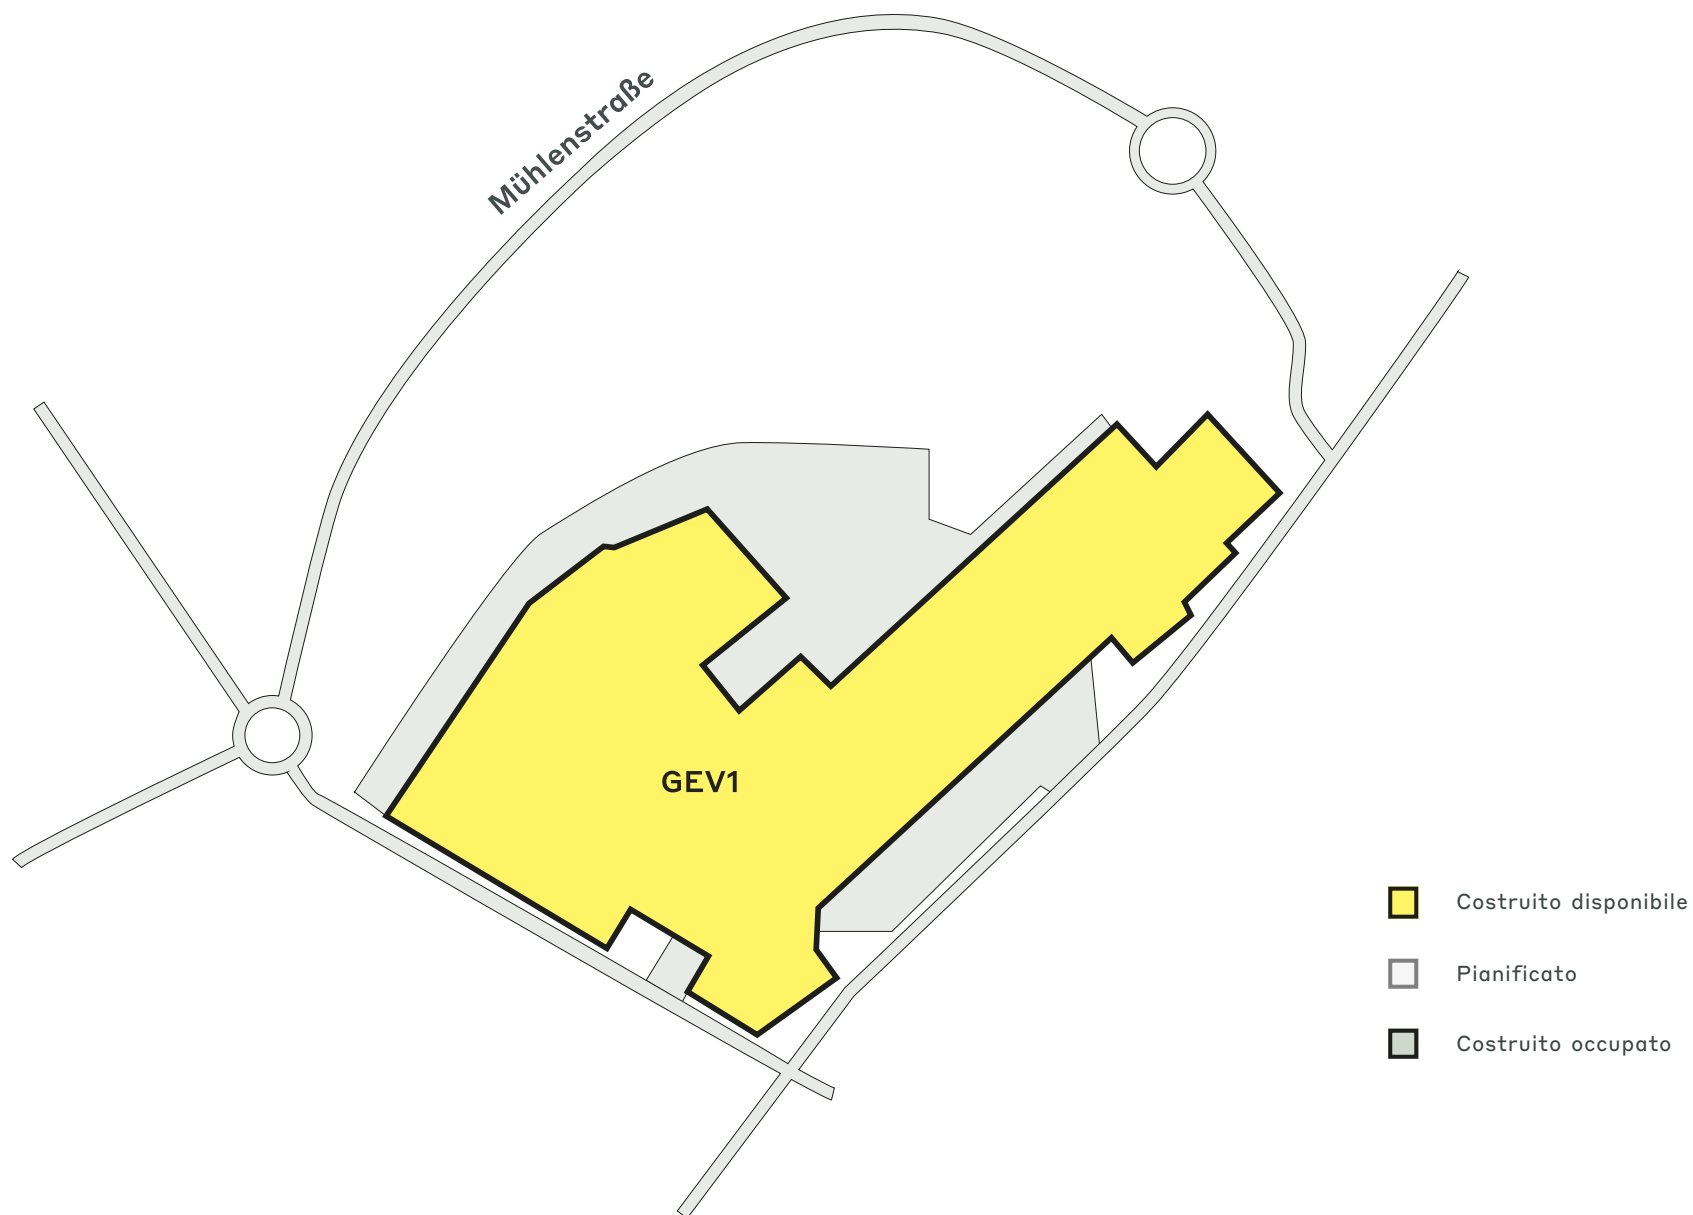 Mühlenstraße
GEV1
Costruito disponibile
Pianificato
Costruito occupato